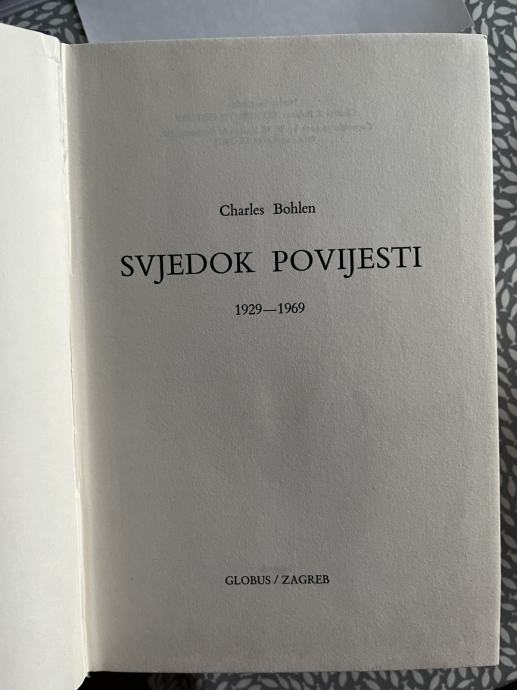 Charles Bohlen
SVJEDOK POVIJESTI
1929—1969
GLOBUS / ZAGREB